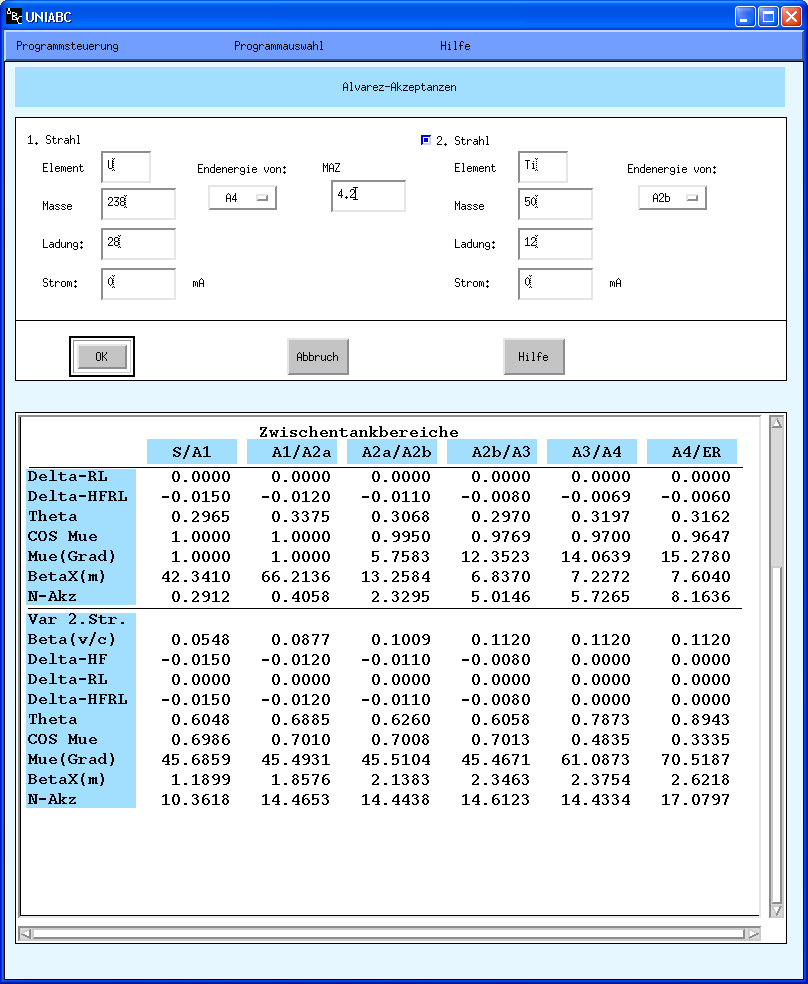 UNIABC
Programmsteuerung Programmauswahl Hilfe
Alvarez-Akzeptanzen
1. Strahl 2. Strahl
Element U Endenergie von: MAZ Element Ti Endenergie von:
Masse 238 A4 4.2 Masse 50 A2b
Ladung: 28 Ladung: 12
Strom: 0 mA Strom: 0 mA
OK Abbruch Hilfe
Zwischentankbereiche
S/A1 A1/A2a A2a/A2b A2b/A3 A3/A4 A4/ER
Delta-RL 0.0000 0.0000 0.0000 0.0000 0.0000 0.0000
Delta-HFRL -0.0150 -0.0120 -0.0110 -0.0080 -0.0069 -0.0060
Theta 0.2965 0.3375 0.3068 0.2970 0.3197 0.3162
COS Mue 1.0000 1.0000 0.9950 0.9769 0.9700 0.9647
Mue(Grad) 1.0000 1.0000 5.7583 12.3523 14.0639 15.2780
BetaX(m) 42.3410 66.2136 13.2584 6.8370 7.2272 7.6040
N-Akz 0.2912 0.4058 2.3295 5.0146 5.7265 8.1636
Var 2.Str.
Beta(v/c) 0.0548 0.0877 0.1009 0.1120 0.1120 0.1120
Delta-HF -0.0150 -0.0120 -0.0110 -0.0080 0.0000 0.0000
Delta-RL 0.0000 0.0000 0.0000 0.0000 0.0000 0.0000
Delta-HFRL -0.0150 -0.0120 -0.0110 -0.0080 0.0000 0.0000
Theta 0.6048 0.6885 0.6260 0.6058 0.7873 0.8943
COS Mue 0.6986 0.7010 0.7008 0.7013 0.4835 0.3335
Mue(Grad) 45.6859 45.4931 45.5104 45.4671 61.0873 70.5187
BetaX(m) 1.1899 1.8576 2.1383 2.3463 2.3754 2.6218
N-Akz 10.3618 14.4653 14.4438 14.6123 14.4334 17.0797